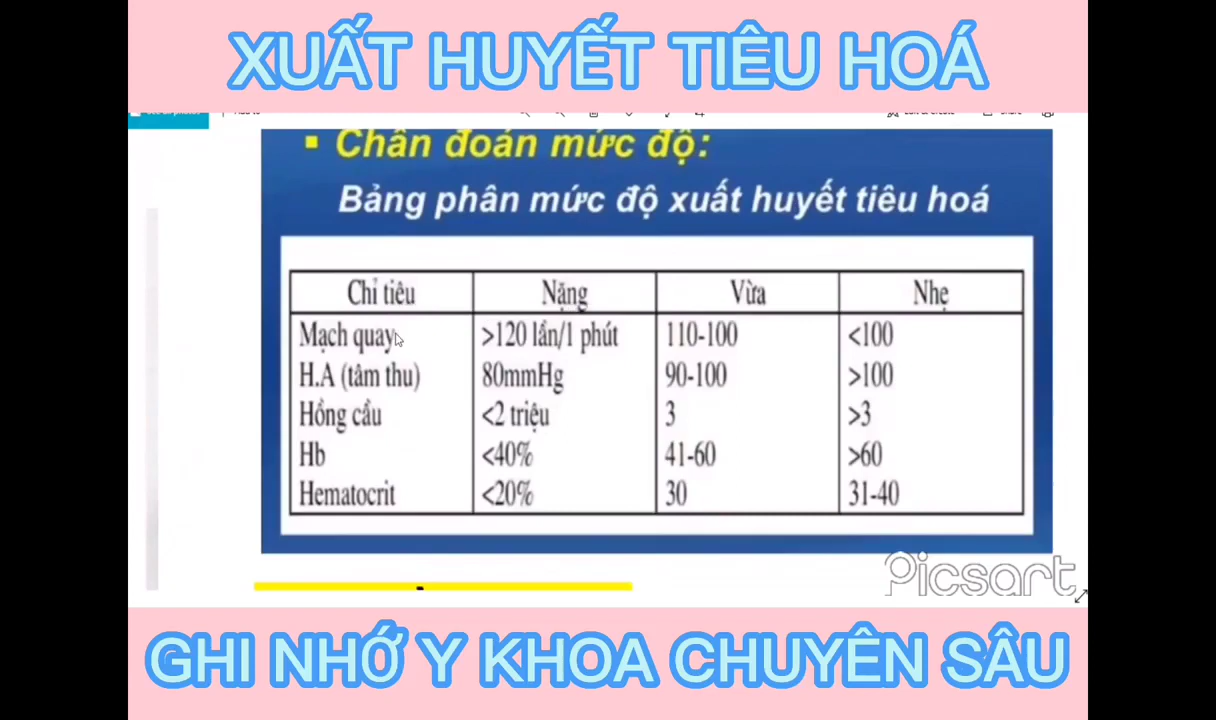 XUẤT HUYẾT TIÊU HOÁ
▪ Chẩn đoán mức độ:
Bảng phân mức độ xuất huyết tiêu hoá
Chỉ tiêu Nặng Vừa Nhẹ
Mạch quay >120 lần/1 phút 110-100 <100
H.A (tâm thu) 80mmHg 90-100 >100
Hồng cầu <2 triệu 3 >3
Hb <40% 41-60 >60
Hematocrit <20% 30 31-40
Picsart
GHI NHỚ Y KHOA CHUYÊN SÂU